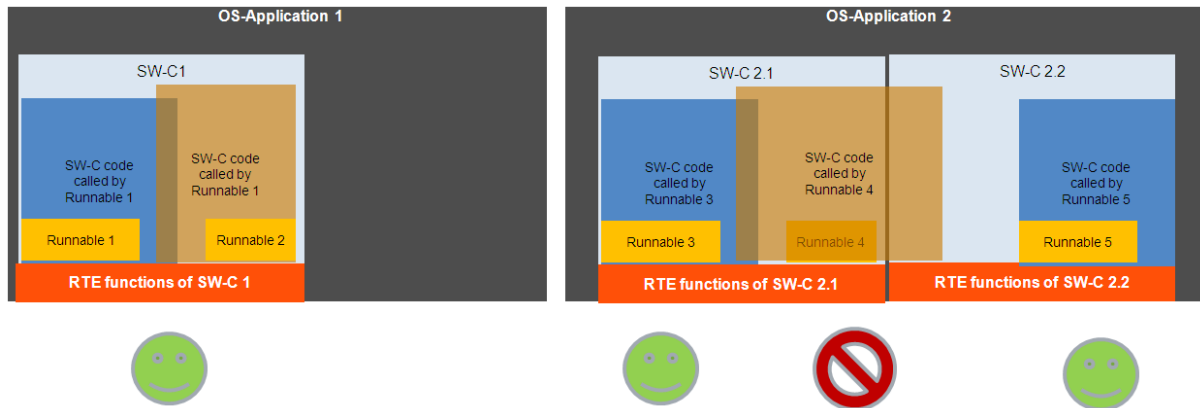 OS-Application 1
SW-C1
SW-C code
called by
Runnable 1
SW-C code
called by
Runnable 1
Runnable 1
Runnable 2
RTE functions of SW-C 1
OS-Application 2
SW-C 2.1
SW-C 2.2
SW-C code
called by
Runnable 3
SW-C code
called by
Runnable 4
SW-C code
called by
Runnable 5
Runnable 3
Runnable 4
Runnable 5
RTE functions of SW-C 2.1
RTE functions of SW-C 2.2